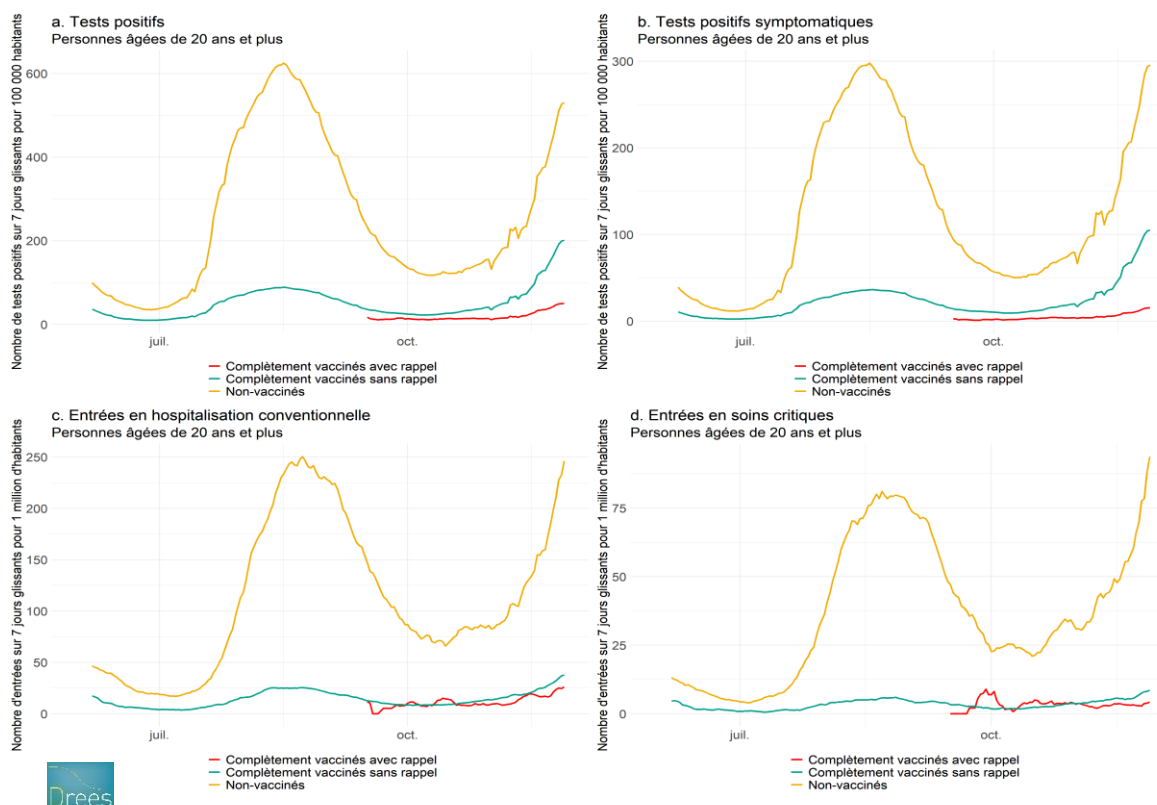 a. Tests positifs
Personnes âgées de 20 ans et plus
Nombre de tests positifs sur 7 jours glissants pour 100 000 habitants
600
400
200
0
juil.
oct.
Complètement vaccinés avec rappel
Complètement vaccinés sans rappel
Non-vaccinés
b. Tests positifs symptomatiques
Personnes âgées de 20 ans et plus
Nombre de tests positifs sur 7 jours glissants pour 100 000 habitants
300
200
100
0
juil.
oct.
Complètement vaccinés avec rappel
Complètement vaccinés sans rappel
Non-vaccinés
c. Entrées en hospitalisation conventionnelle
Personnes âgées de 20 ans et plus
Nombre d'entrées sur 7 jours glissants pour 1 million d'habitants
250
200
150
100
50
0
juil.
oct.
Complètement vaccinés avec rappel
Complètement vaccinés sans rappel
Non-vaccinés
d. Entrées en soins critiques
Personnes âgées de 20 ans et plus
Nombre d'entrées sur 7 jours glissants pour 1 million d'habitants
75
50
25
0
juil.
oct.
Complètement vaccinés avec rappel
Complètement vaccinés sans rappel
Non-vaccinés
Drees